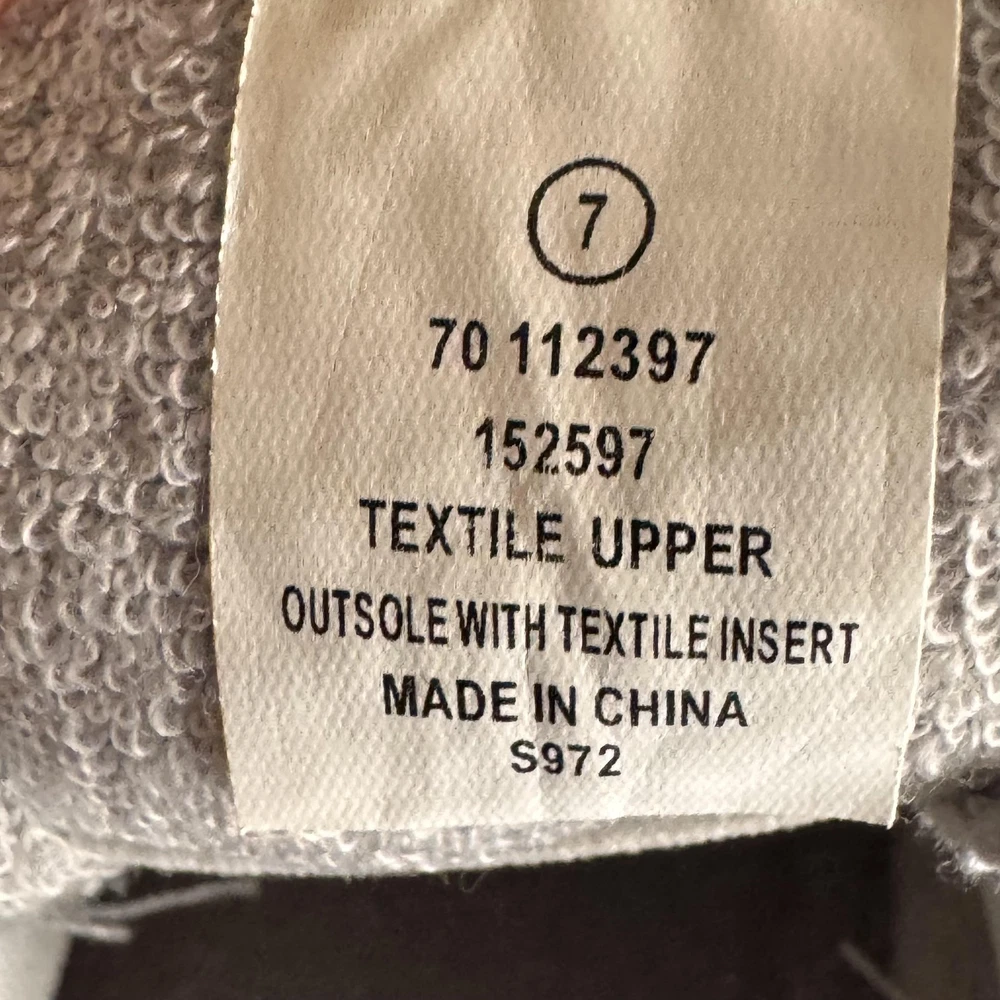 7
70 112397
152597
TEXTILE UPPER
OUTSOLE WITH TEXTILE INSERT
MADE IN CHINA
S972